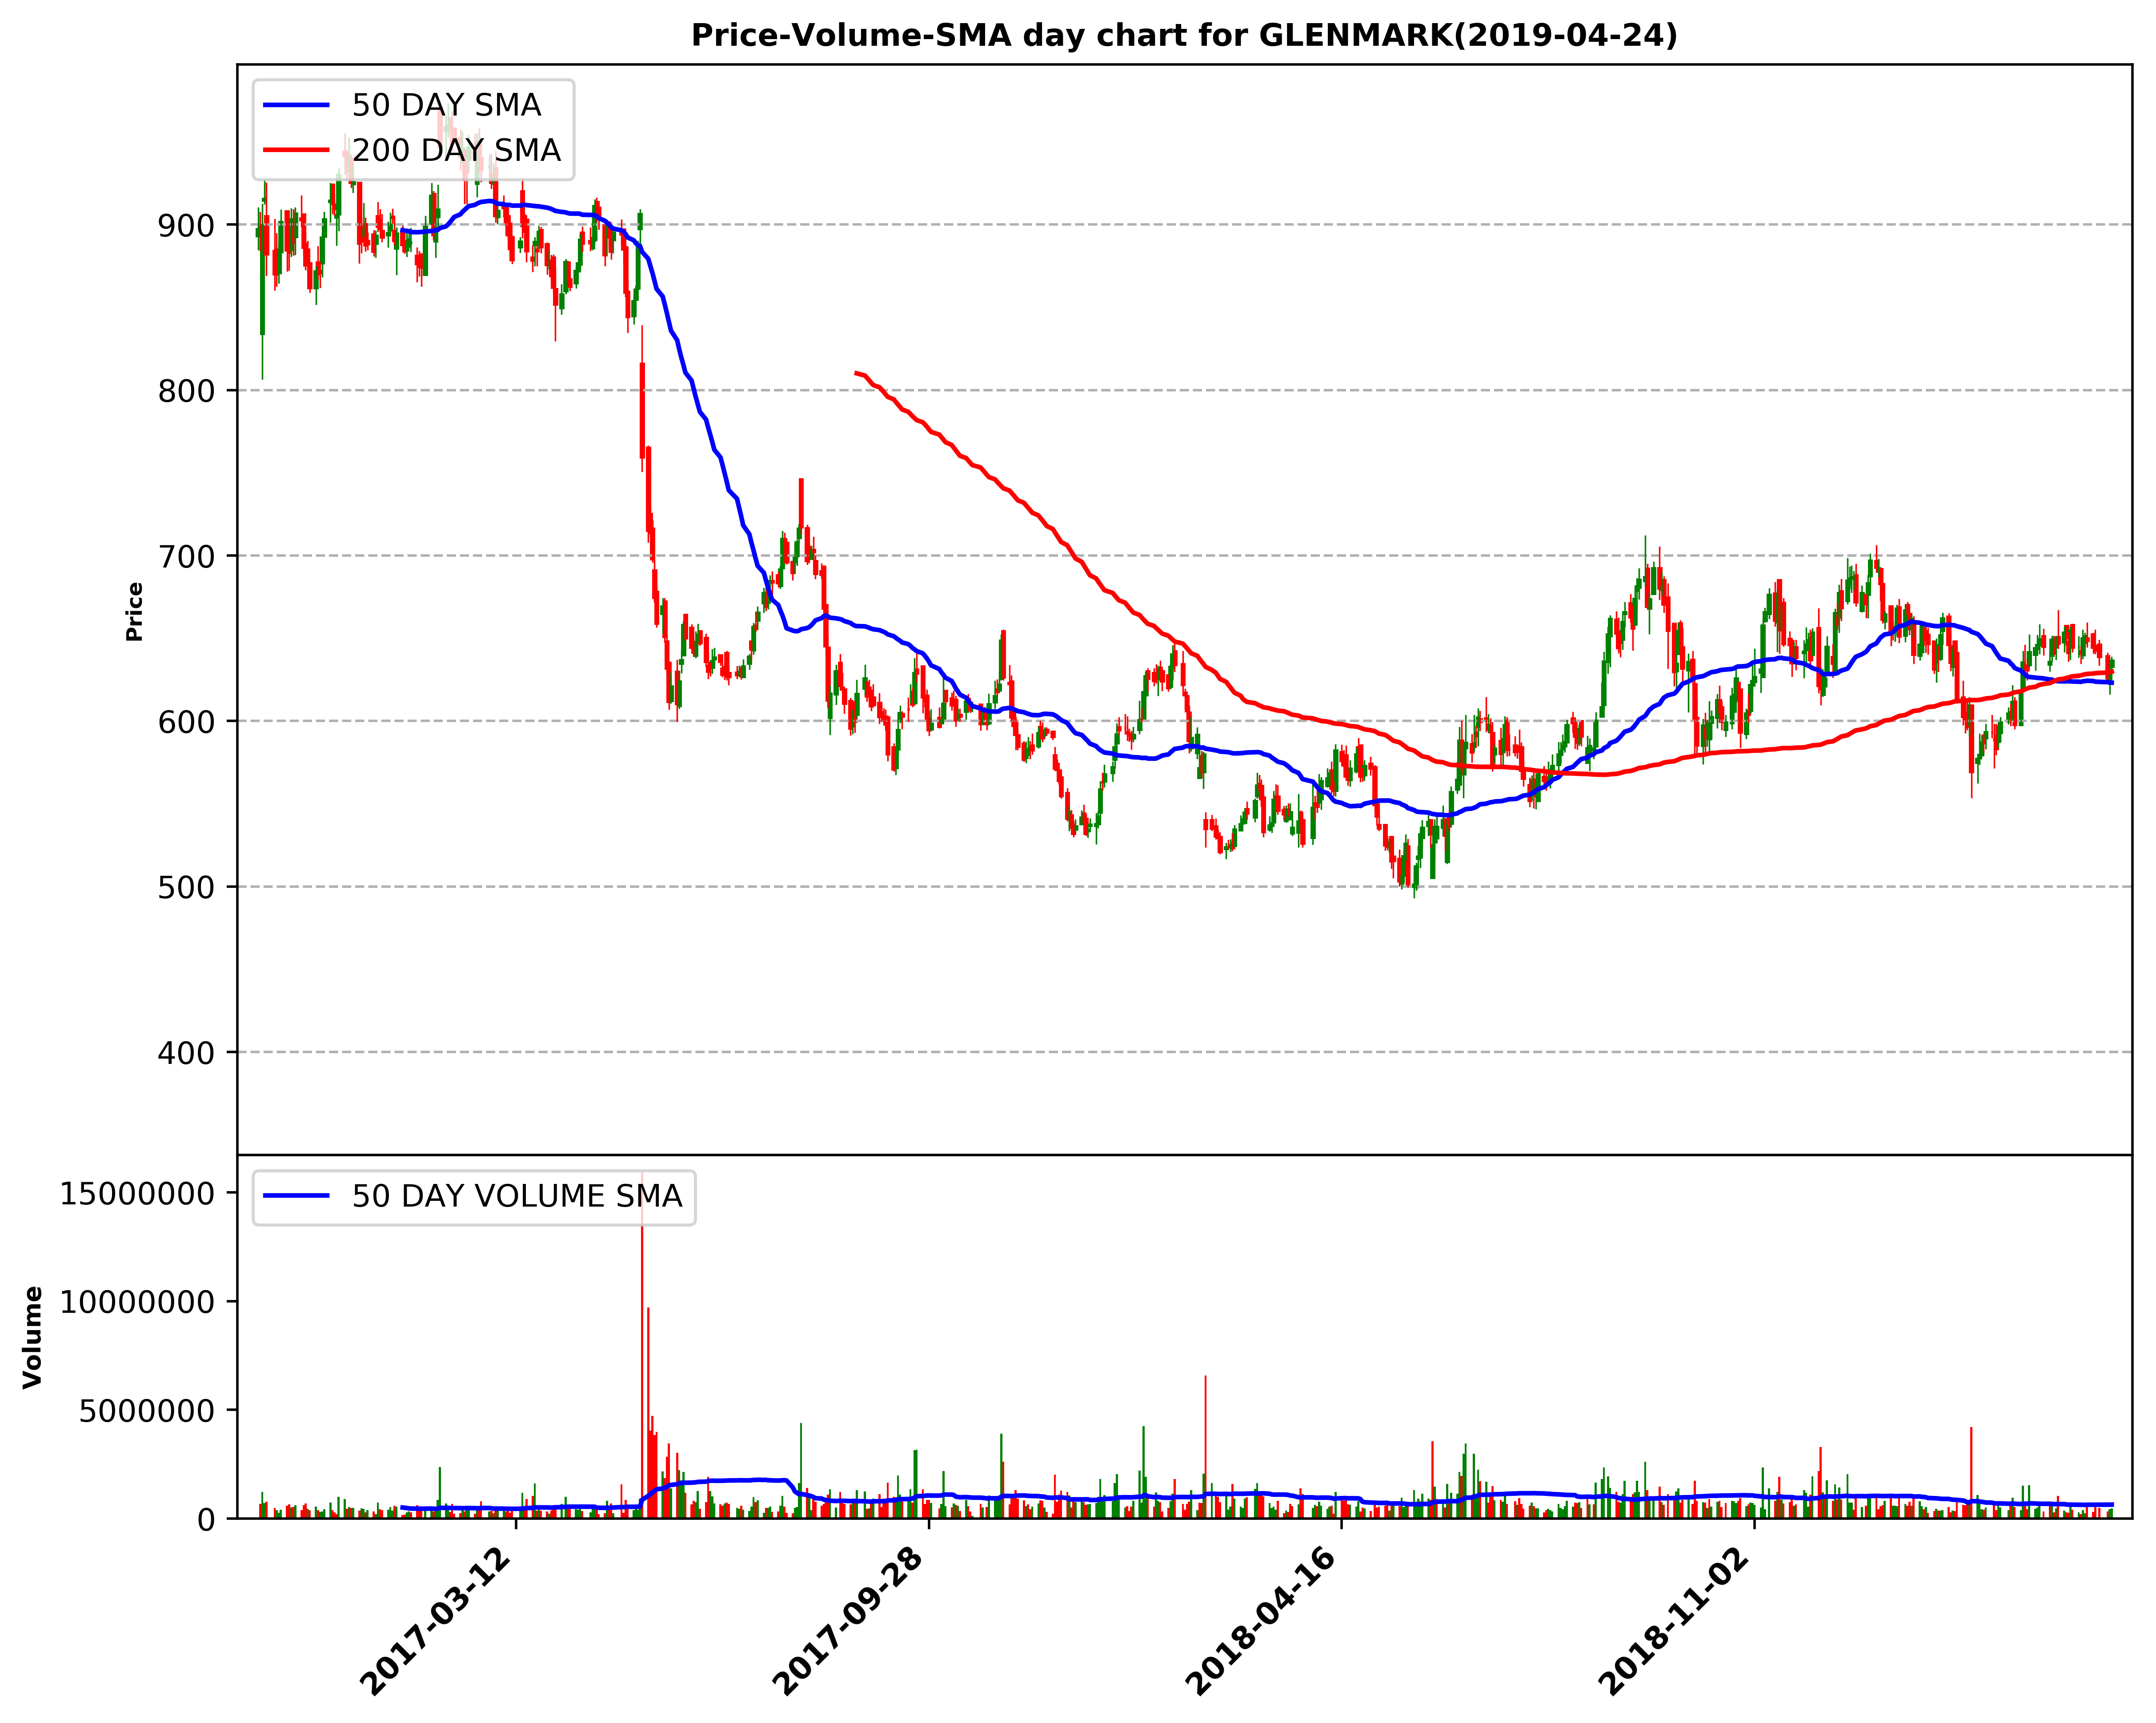 Price-Volume-SMA day chart for GLENMARK(2019-04-24)
50 DAY SMA
200 DAY SMA
900
800
700
600
500
400
Price
50 DAY VOLUME SMA
15000000
10000000
5000000
0
Volume
2017-03-12
2017-09-28
2018-04-16
2018-11-02